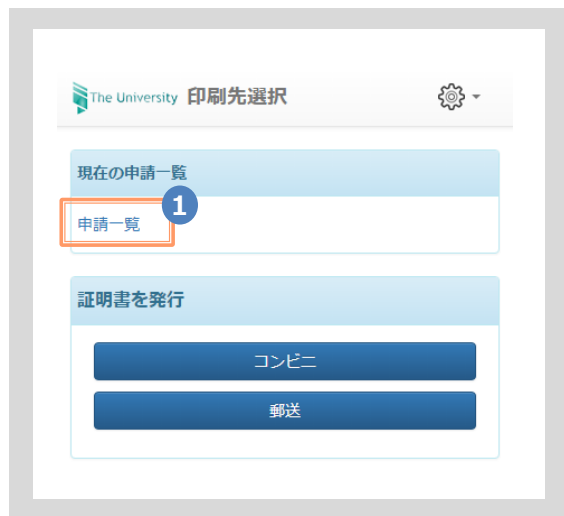 The University 印刷先選択
現在の申請一覧
1
申請一覧
証明書を発行
コンビニ
郵送